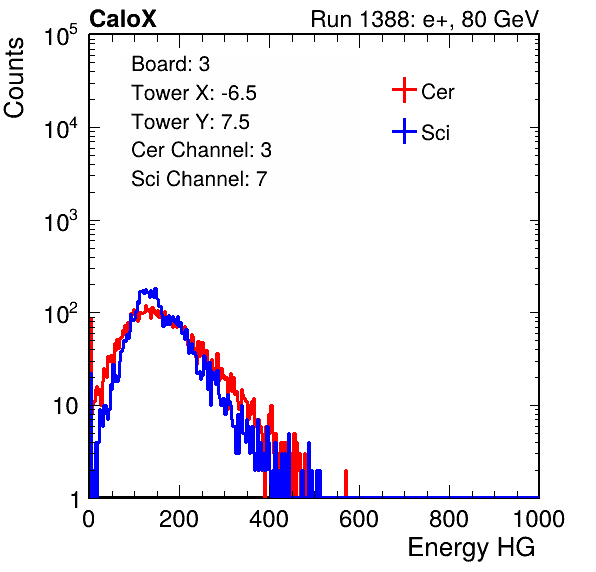 CaloX Run 1388: e+, 80 GeV
Counts
Board: 3
Tower X: -6.5
Tower Y: 7.5
Cer Channel: 3
Sci Channel: 7
Cer
Sci
10^5
10^4
10^3
10^2
10
1
0 200 400 600 800 1000
Energy HG